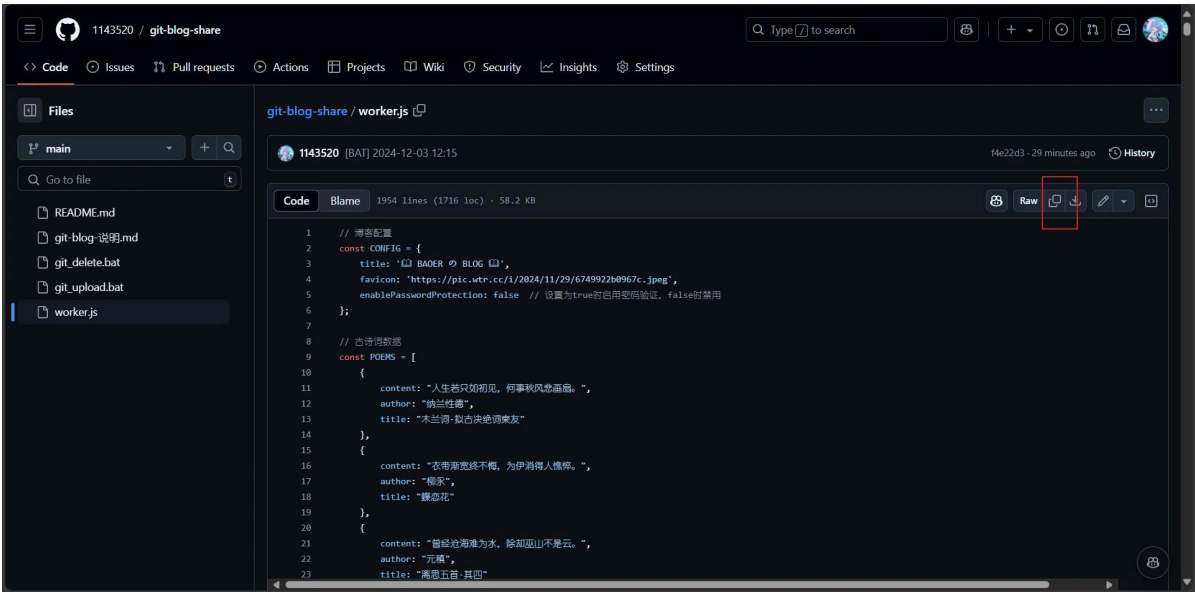 1143520 / git-blog-share
Type / to search
Code Issues Pull requests Actions Projects Wiki Security Insights Settings
Files
main
Go to file t
README.md
git-blog-说明.md
git_delete.bat
git_upload.bat
worker.js
git-blog-share / worker.js
1143520 [BAT] 2024-12-03 12:15
f4e22d3 · 29 minutes ago History
Code Blame 1954 lines (1716 loc) · 58.2 KB
Raw
1 // 博客配置
2 const CONFIG = {
3 title: '🕮 BAOER の BLOG 🕮',
4 favicon: 'https://pic.wtr.cc/i/2024/11/29/6749922b0967c.jpeg',
5 enablePasswordProtection: false // 设置为true时启用密码验证，false时禁用
6 };
7
8 // 古诗词数据
9 const POEMS = [
10 {
11 content: "人生若只如初见，何事秋风悲画扇。",
12 author: "纳兰性德",
13 title: "木兰词·拟古决绝词柬友"
14 },
15 {
16 content: "衣带渐宽终不悔，为伊消得人憔悴。",
17 author: "柳永",
18 title: "蝶恋花"
19 },
20 {
21 content: "曾经沧海难为水，除却巫山不是云。",
22 author: "元稹",
23 title: "离思五首·其四"